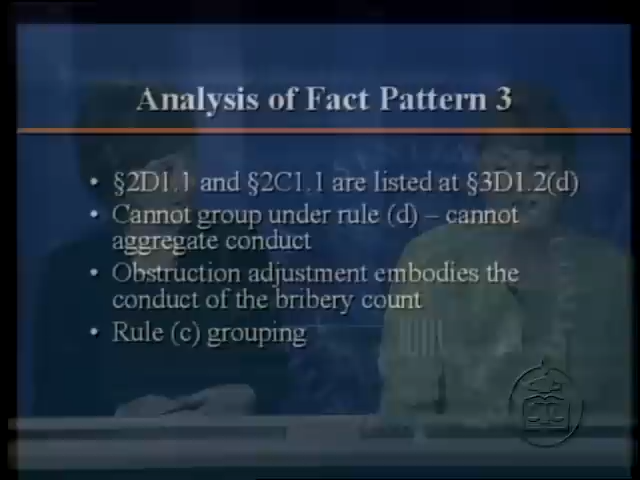 Analysis of Fact Pattern 3
• §2D1.1 and §2C1.1 are listed at §3D1.2(d)
• Cannot group under rule (d) – cannot
aggregate conduct
• Obstruction adjustment embodies the
conduct of the bribery count
• Rule (c) grouping